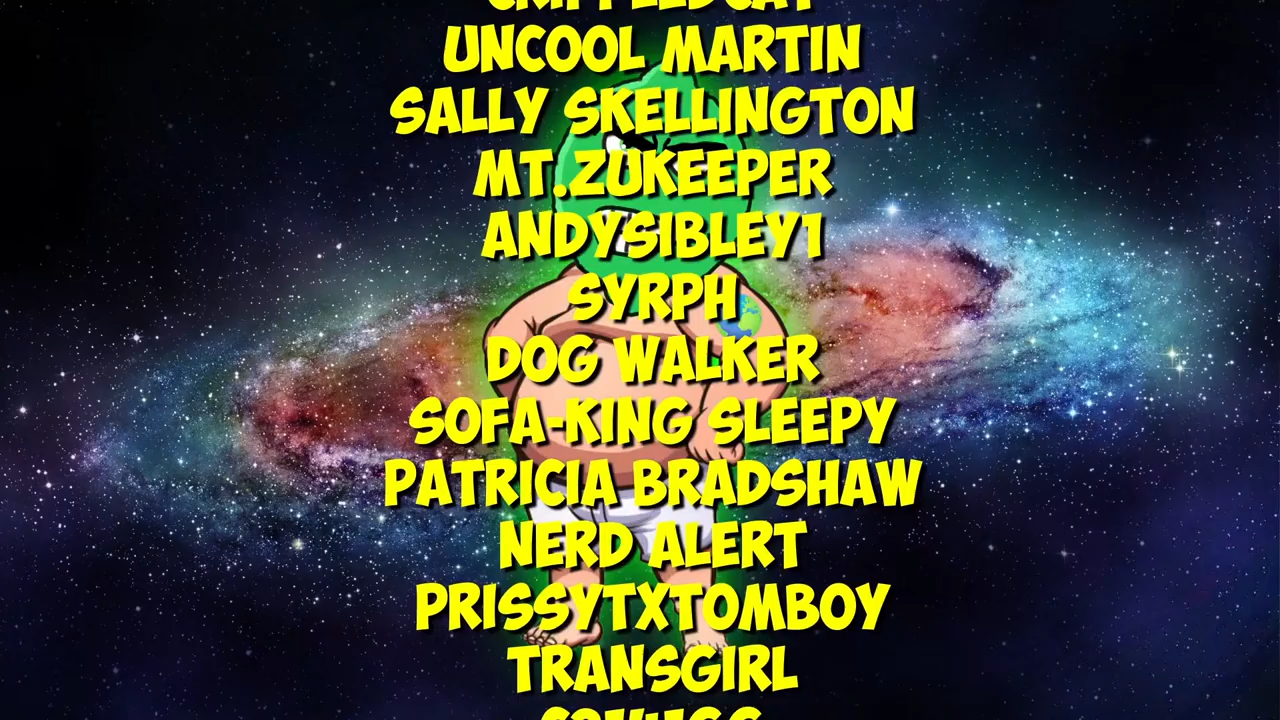 UNCOOL MARTIN
SALLY SKELLINGTON
MT.ZUKEEPER
ANDYSIBLEY1
SYRPH
DOG WALKER
SOFA-KING SLEEPY
PATRICIA BRADSHAW
NERD ALERT
PRISSYTXTOMBOY
TRANSGIRL